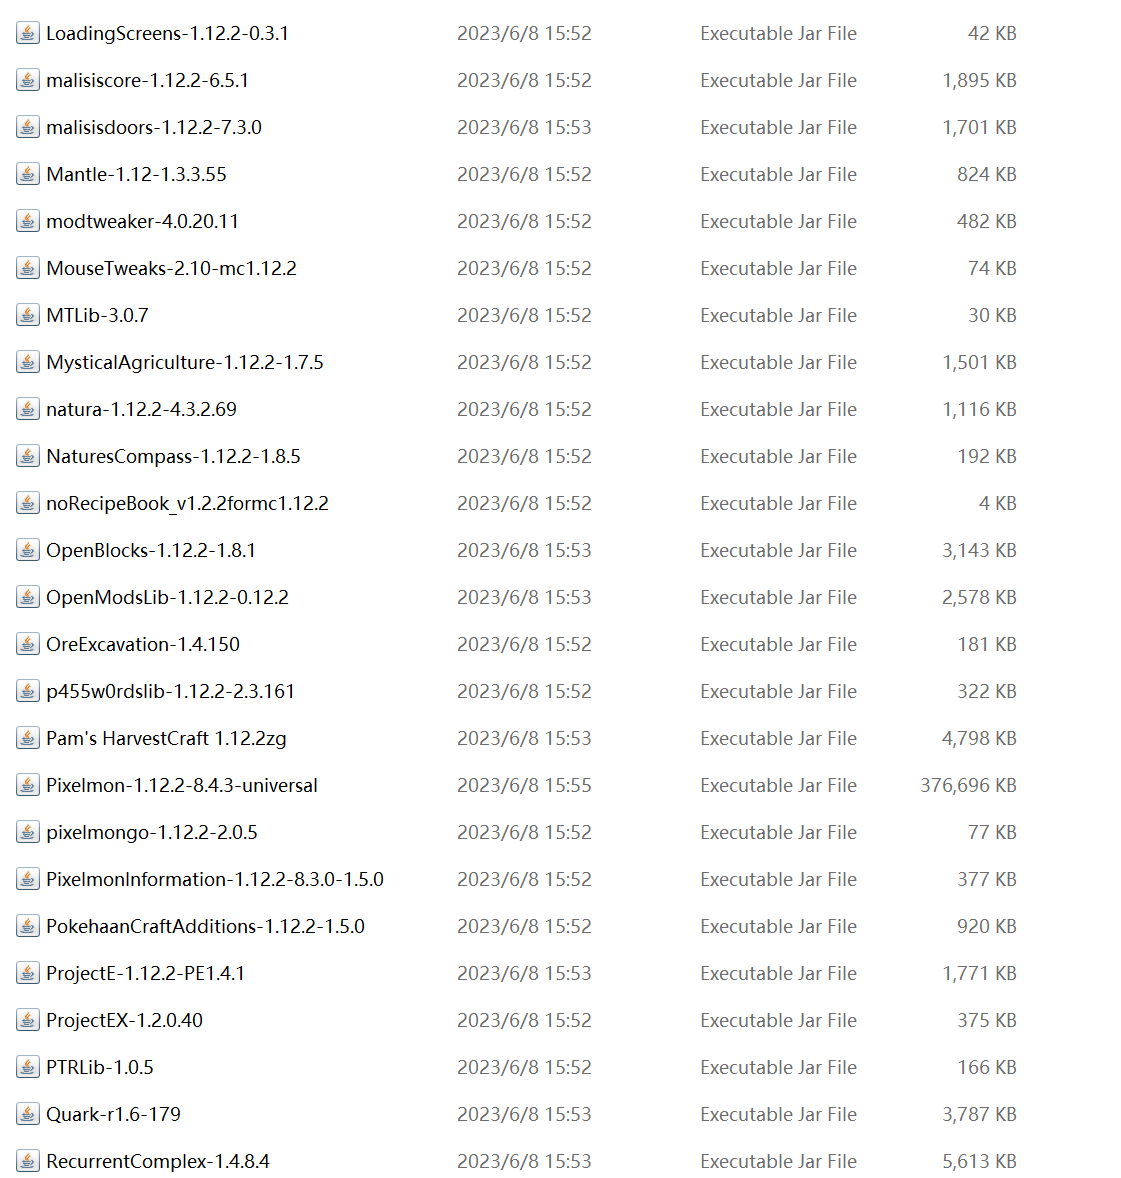 LoadingScreens-1.12.2-0.3.1 2023/6/8 15:52 Executable Jar File 42 KB
malisiscore-1.12.2-6.5.1 2023/6/8 15:52 Executable Jar File 1,895 KB
malisisdoors-1.12.2-7.3.0 2023/6/8 15:53 Executable Jar File 1,701 KB
Mantle-1.12-1.3.3.55 2023/6/8 15:52 Executable Jar File 824 KB
modtweaker-4.0.20.11 2023/6/8 15:52 Executable Jar File 482 KB
MouseTweaks-2.10-mc1.12.2 2023/6/8 15:52 Executable Jar File 74 KB
MTLib-3.0.7 2023/6/8 15:52 Executable Jar File 30 KB
MysticalAgriculture-1.12.2-1.7.5 2023/6/8 15:52 Executable Jar File 1,501 KB
natura-1.12.2-4.3.2.69 2023/6/8 15:52 Executable Jar File 1,116 KB
NaturesCompass-1.12.2-1.8.5 2023/6/8 15:52 Executable Jar File 192 KB
noRecipeBook_v1.2.2formc1.12.2 2023/6/8 15:52 Executable Jar File 4 KB
OpenBlocks-1.12.2-1.8.1 2023/6/8 15:53 Executable Jar File 3,143 KB
OpenModsLib-1.12.2-0.12.2 2023/6/8 15:53 Executable Jar File 2,578 KB
OreExcavation-1.4.150 2023/6/8 15:52 Executable Jar File 181 KB
p455w0rdslib-1.12.2-2.3.161 2023/6/8 15:52 Executable Jar File 322 KB
Pam's HarvestCraft 1.12.2zg 2023/6/8 15:53 Executable Jar File 4,798 KB
Pixelmon-1.12.2-8.4.3-universal 2023/6/8 15:55 Executable Jar File 376,696 KB
pixelmongo-1.12.2-2.0.5 2023/6/8 15:52 Executable Jar File 77 KB
PixelmonInformation-1.12.2-8.3.0-1.5.0 2023/6/8 15:52 Executable Jar File 377 KB
PokehaanCraftAdditions-1.12.2-1.5.0 2023/6/8 15:52 Executable Jar File 920 KB
ProjectE-1.12.2-PE1.4.1 2023/6/8 15:53 Executable Jar File 1,771 KB
ProjectEX-1.2.0.40 2023/6/8 15:52 Executable Jar File 375 KB
PTRLib-1.0.5 2023/6/8 15:52 Executable Jar File 166 KB
Quark-r1.6-179 2023/6/8 15:53 Executable Jar File 3,787 KB
RecurrentComplex-1.4.8.4 2023/6/8 15:53 Executable Jar File 5,613 KB